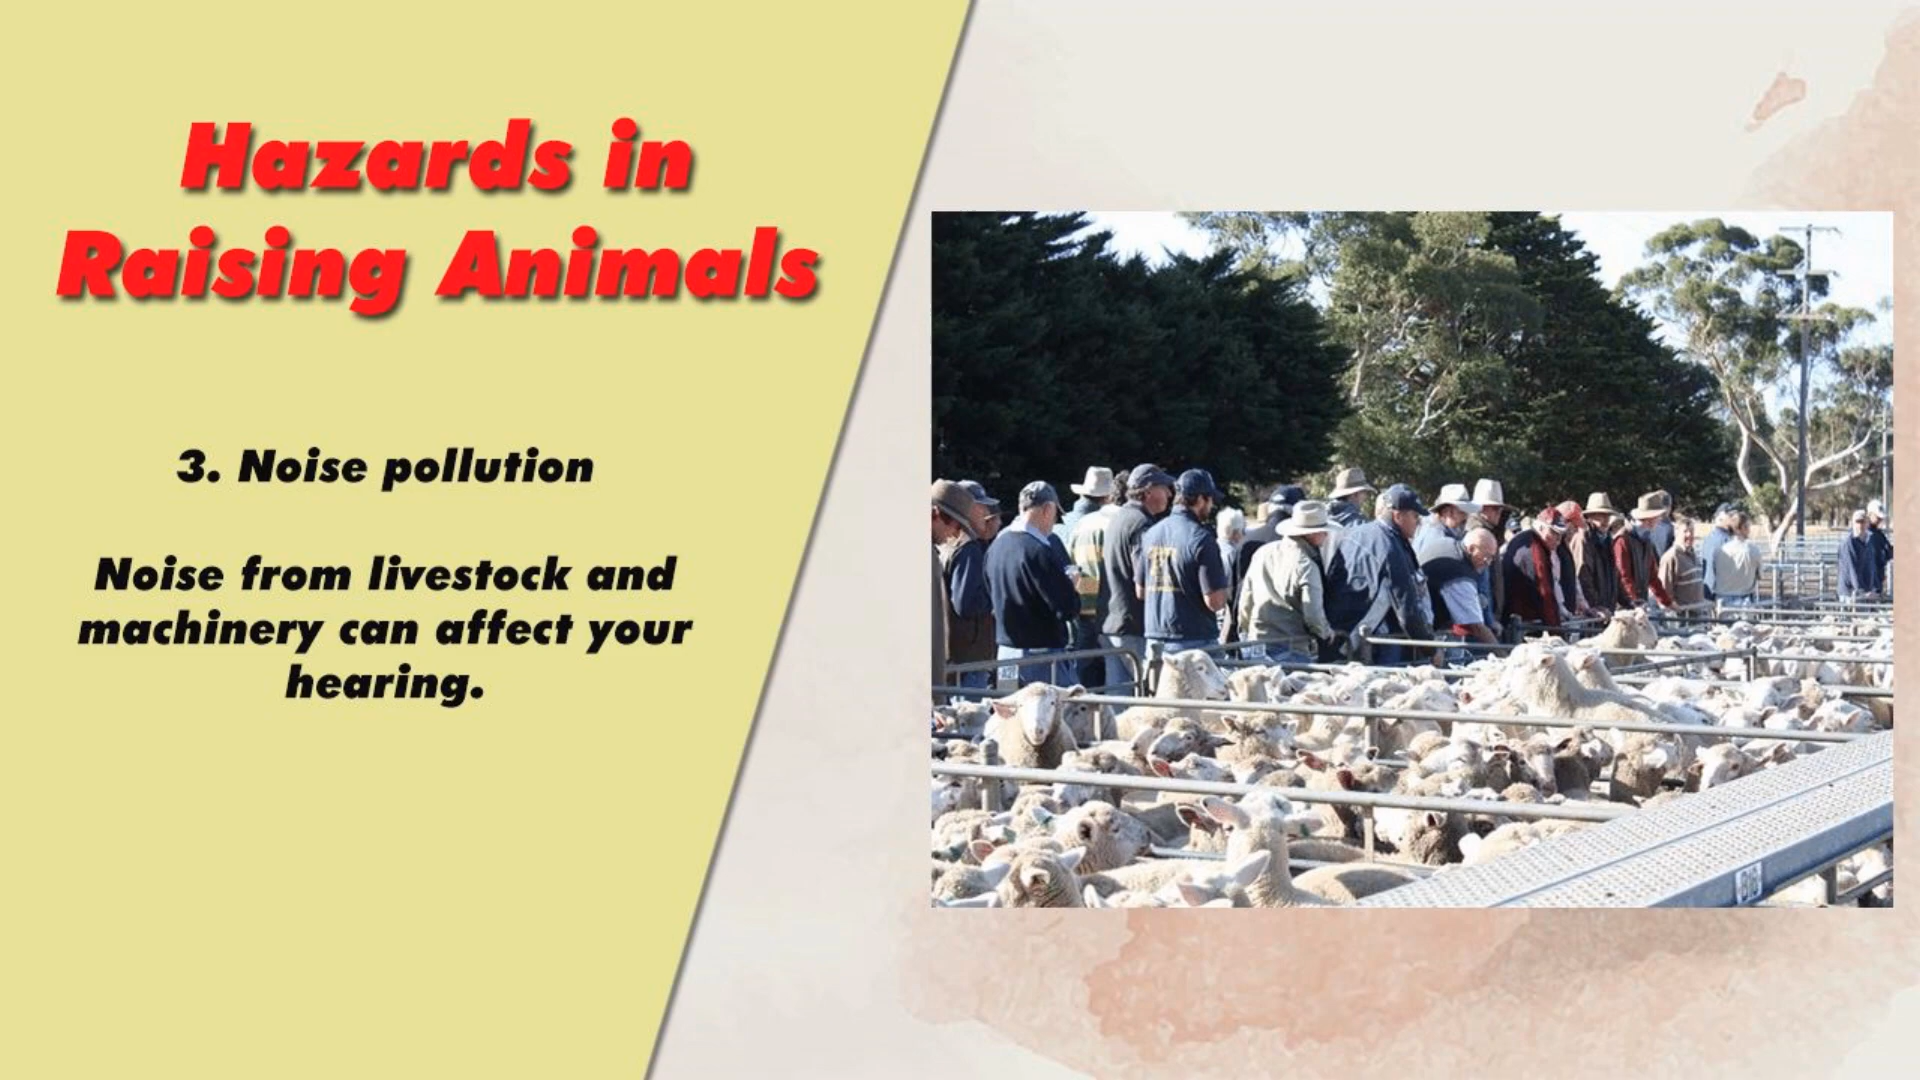 Hazards in
Raising Animals
3. Noise pollution
Noise from livestock and
machinery can affect your
hearing.